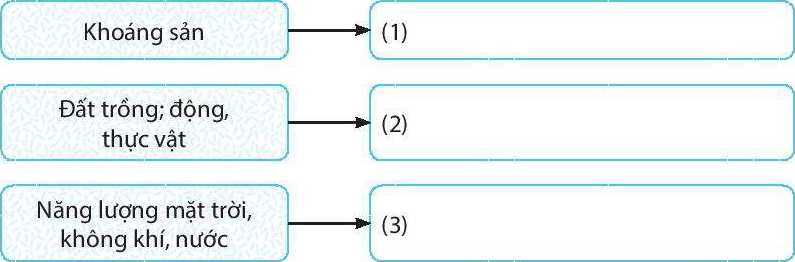 Khoáng sản
(1)
Đất trồng; động,
thực vật
(2)
Năng lượng mặt trời,
không khí, nước
(3)